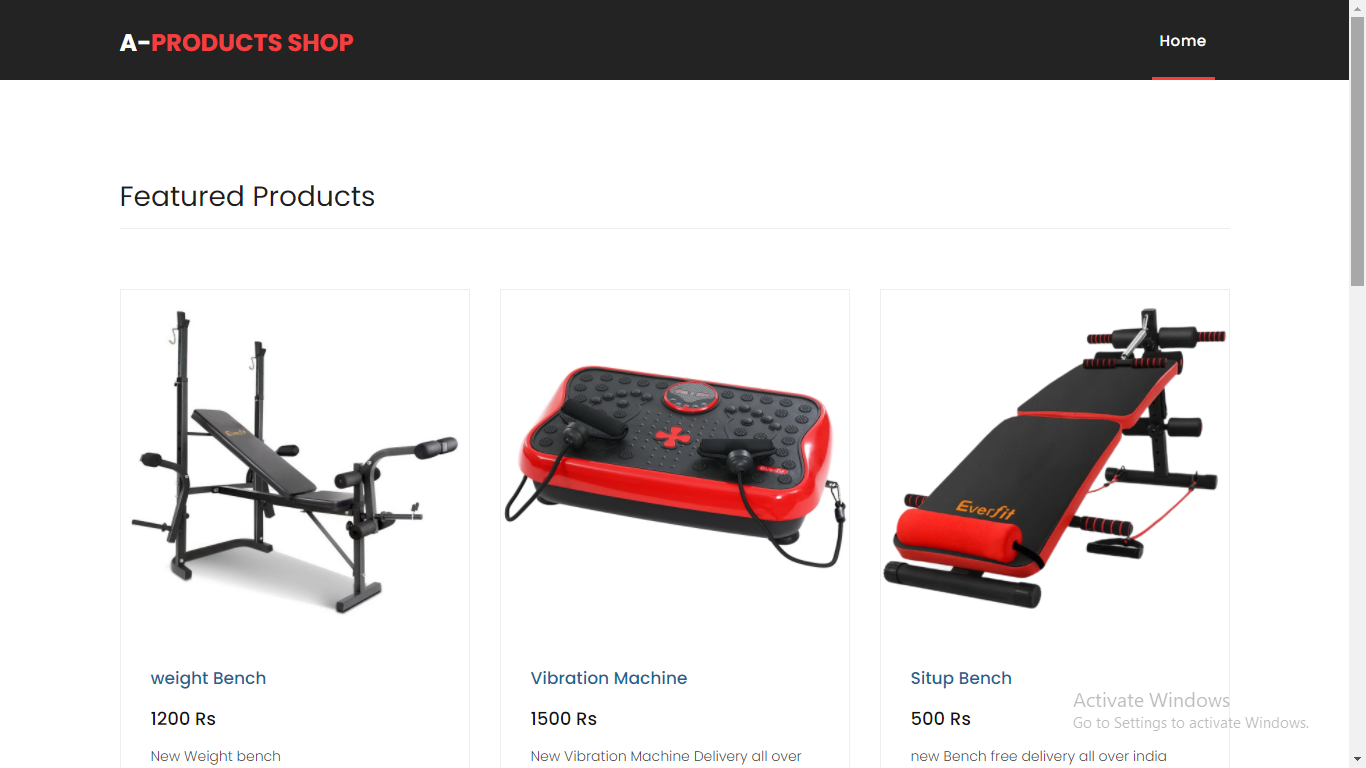 A-PRODUCTS SHOP
Home
Featured Products
Everfit
Everfit
weight Bench
Vibration Machine
Situp Bench
1200 Rs
1500 Rs
500 Rs
New Weight bench
New Vibration Machine Delivery all over
new Bench free delivery all over india
Activate Windows
Go to Settings to activate Windows.